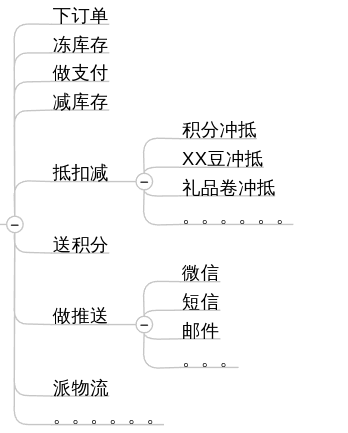 下订单
冻库存
做支付
减库存
抵扣减
积分冲抵
XX豆冲抵
礼品卷冲抵
。。。。。。
送积分
做推送
微信
短信
邮件
。。。
派物流
。。。。。。